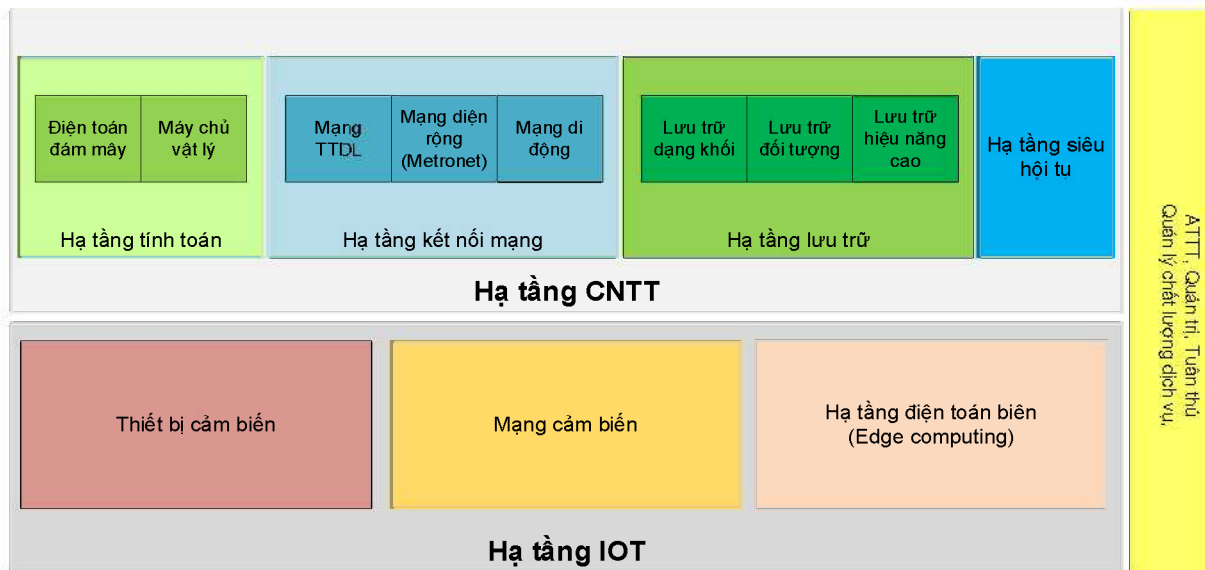 Điện toán
đám mây
Máy chủ
vật lý
Mạng
TTDL
Mạng diện
rộng
(Metronet)
Mạng di
động
Lưu trữ
dạng khối
Lưu trữ
đối tượng
Lưu trữ
hiệu năng
cao
Hạ tầng siêu
hội tụ
Hạ tầng tính toán
Hạ tầng kết nối mạng
Hạ tầng lưu trữ
Hạ tầng CNTT
Thiết bị cảm biến
Mạng cảm biến
Hạ tầng điện toán biên
(Edge computing)
Hạ tầng IOT
ATTT, Quản trị, Tuân thủ
Quản lý chất lượng dịch vụ,